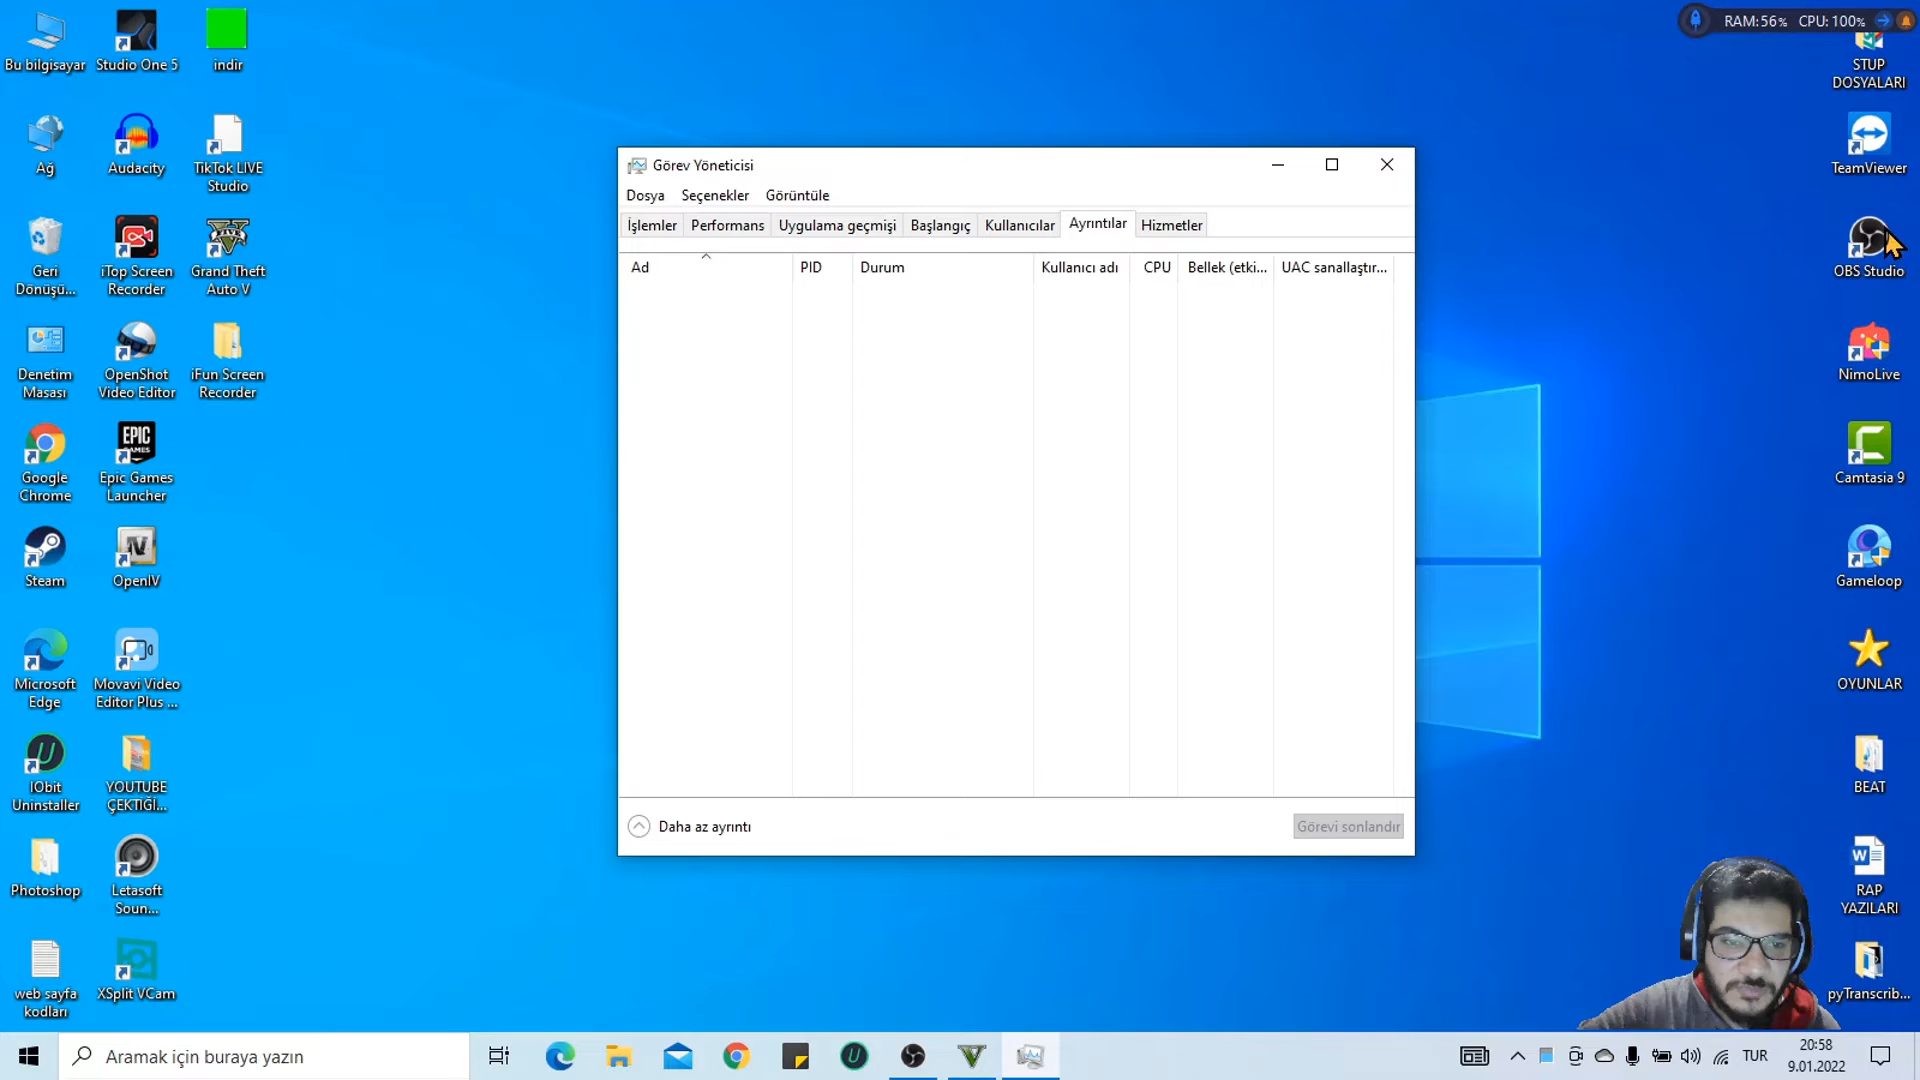 RAM:56% CPU: 100%
Bu bilgisayar
Studio One 5
indir
STUP
DOSYALARI
Ağ
Audacity
TikTok LIVE
Studio
TeamViewer
Geri
Dönüşü...
iTop Screen
Recorder
Grand Theft
Auto V
OBS Studio
Denetim
Masası
OpenShot
Video Editor
iFun Screen
Recorder
NimoLive
Google
Chrome
EPIC
GAMES
Epic Games
Launcher
Camtasia 9
Steam
OpenIV
Gameloop
Microsoft
Edge
Movavi Video
Editor Plus ...
OYUNLAR
IObit
Uninstaller
YOUTUBE
ÇEKTIĞİ...
BEAT
Photoshop
Letasoft
Soun...
RAP
YAZILARI
web sayfa
kodları
XSplit VCam
pyTranscrib...
Görev Yöneticisi
Dosya Seçenekler Görüntüle
İşlemler Performans Uygulama geçmişi Başlangıç Kullanıcılar Ayrıntılar Hizmetler
Ad PID Durum Kullanıcı adı CPU Bellek (etki... UAC sanallaştır...
Daha az ayrıntı
Görevi sonlandır
Aramak için buraya yazın
TUR
20:58
9.01.2022